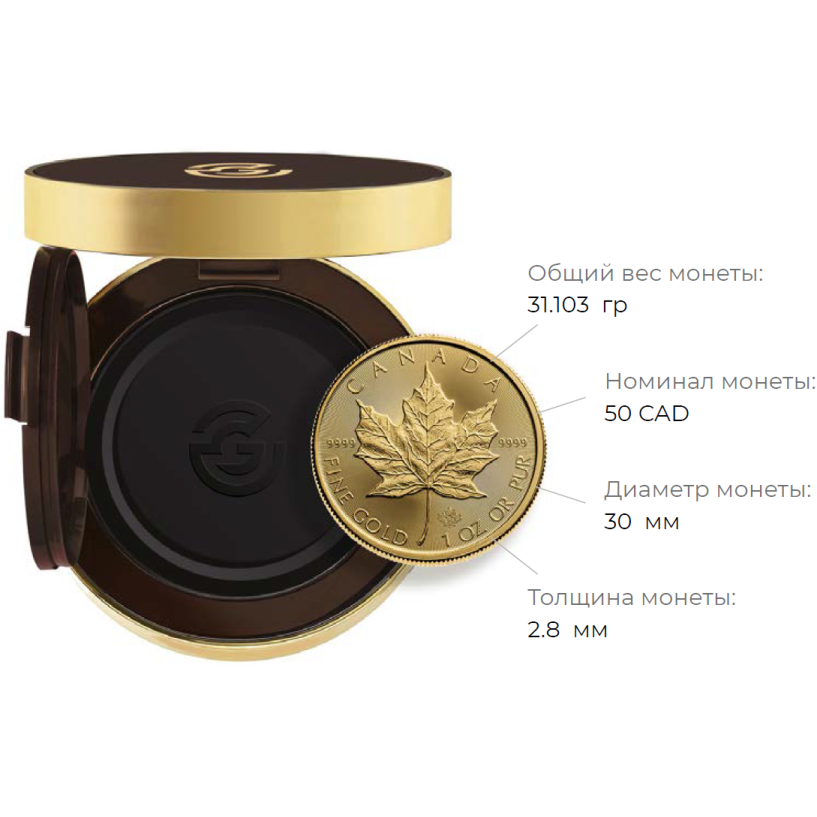 Общий вес монеты:
31.103 гр
CANADA
Номинал монеты:
50 CAD
9999 9999
FINE GOLD 1 OZ OR PUR
Диаметр монеты:
30 мм
Толщина монеты:
2.8 мм